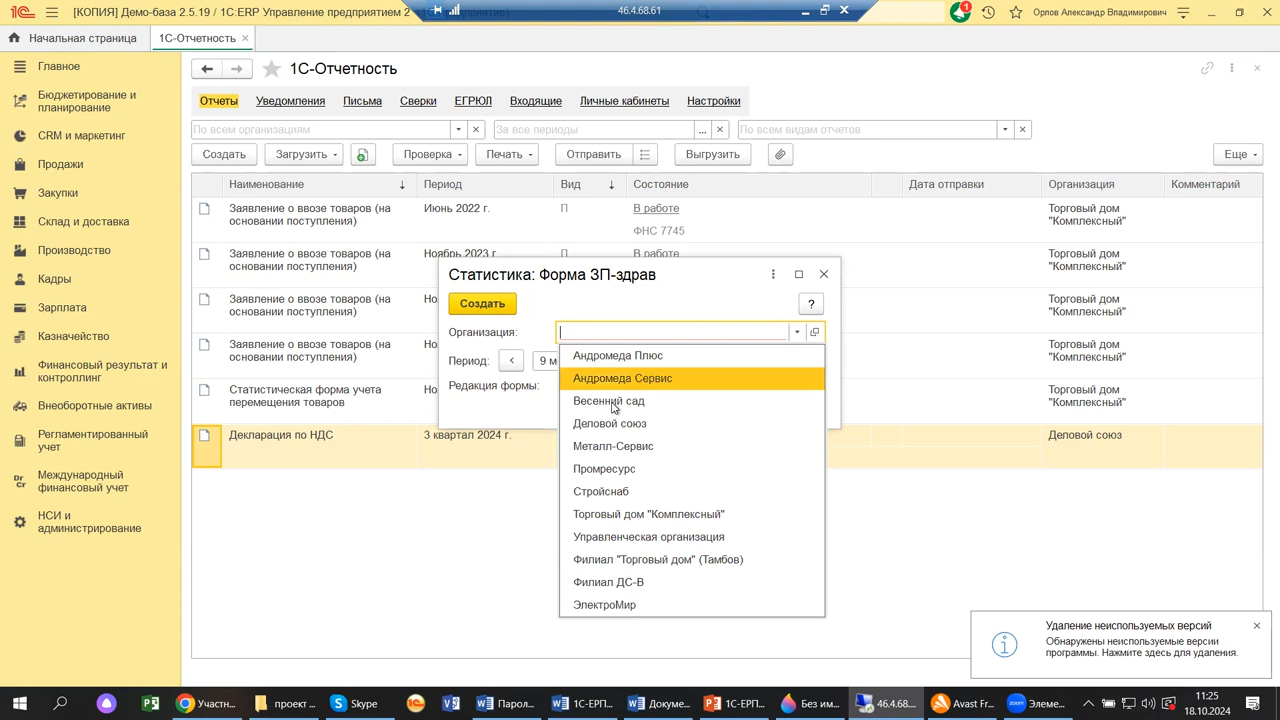 [КОПИЯ] Демо-база 2.5.19 / 1С:ERP Управление предприятием 2
46.4.68.61
Орлов Александр Владимирович
1
Начальная страница
1С-Отчетность
Главное
Бюджетирование и
планирование
CRM и маркетинг
Продажи
Закупки
Склад и доставка
Производство
Кадры
Зарплата
Казначейство
Финансовый результат и
контроллинг
Внеоборотные активы
Регламентированный
учет
Международный
финансовый учет
НСИ и
администрирование
1С-Отчетность
Отчеты Уведомления Письма Сверки ЕГРЮЛ Входящие Личные кабинеты Настройки
По всем организациям За все периоды ... По всем видам отчетов
Создать Загрузить Проверка Печать Отправить Выгрузить Еще
Наименование Период Вид Состояние Дата отправки Организация Комментарий
Заявление о ввозе товаров (на
основании поступления) Июнь 2022 г. П В работе
ФНС 7745 Торговый дом
"Комплексный"
Заявление о ввозе товаров (на
основании поступления) Ноябрь 2023 г. П В работе Торговый дом
"Комплексный"
Заявление о ввозе товаров (на
основании поступления) Но Торговый дом
"Комплексный"
Заявление о ввозе товаров (на
основании поступления) Но Торговый дом
"Комплексный"
Статистическая форма учета
перемещения товаров Но Торговый дом
"Комплексный"
Декларация по НДС 3 квартал 2024 г. Деловой союз
Статистика: Форма ЗП-здрав
Создать ?
Организация:
Период: < 9 м
Редакция формы:
Андромеда Плюс
Андромеда Сервис
Весенний сад
Деловой союз
Металл-Сервис
Промресурс
Стройснаб
Торговый дом "Комплексный"
Управленческая организация
Филиал "Торговый дом" (Тамбов)
Филиал ДС-В
ЭлектроМир
Удаление неиспользуемых версий
Обнаружены неиспользуемые версии
программы. Нажмите здесь для удаления.
Участн... проект ... Skype Парол... 1С-ЕРП... Докуме... 1С-ЕРП... Без им... 46.4.68... Avast Fr... Элеме...
11:25
18.10.2024